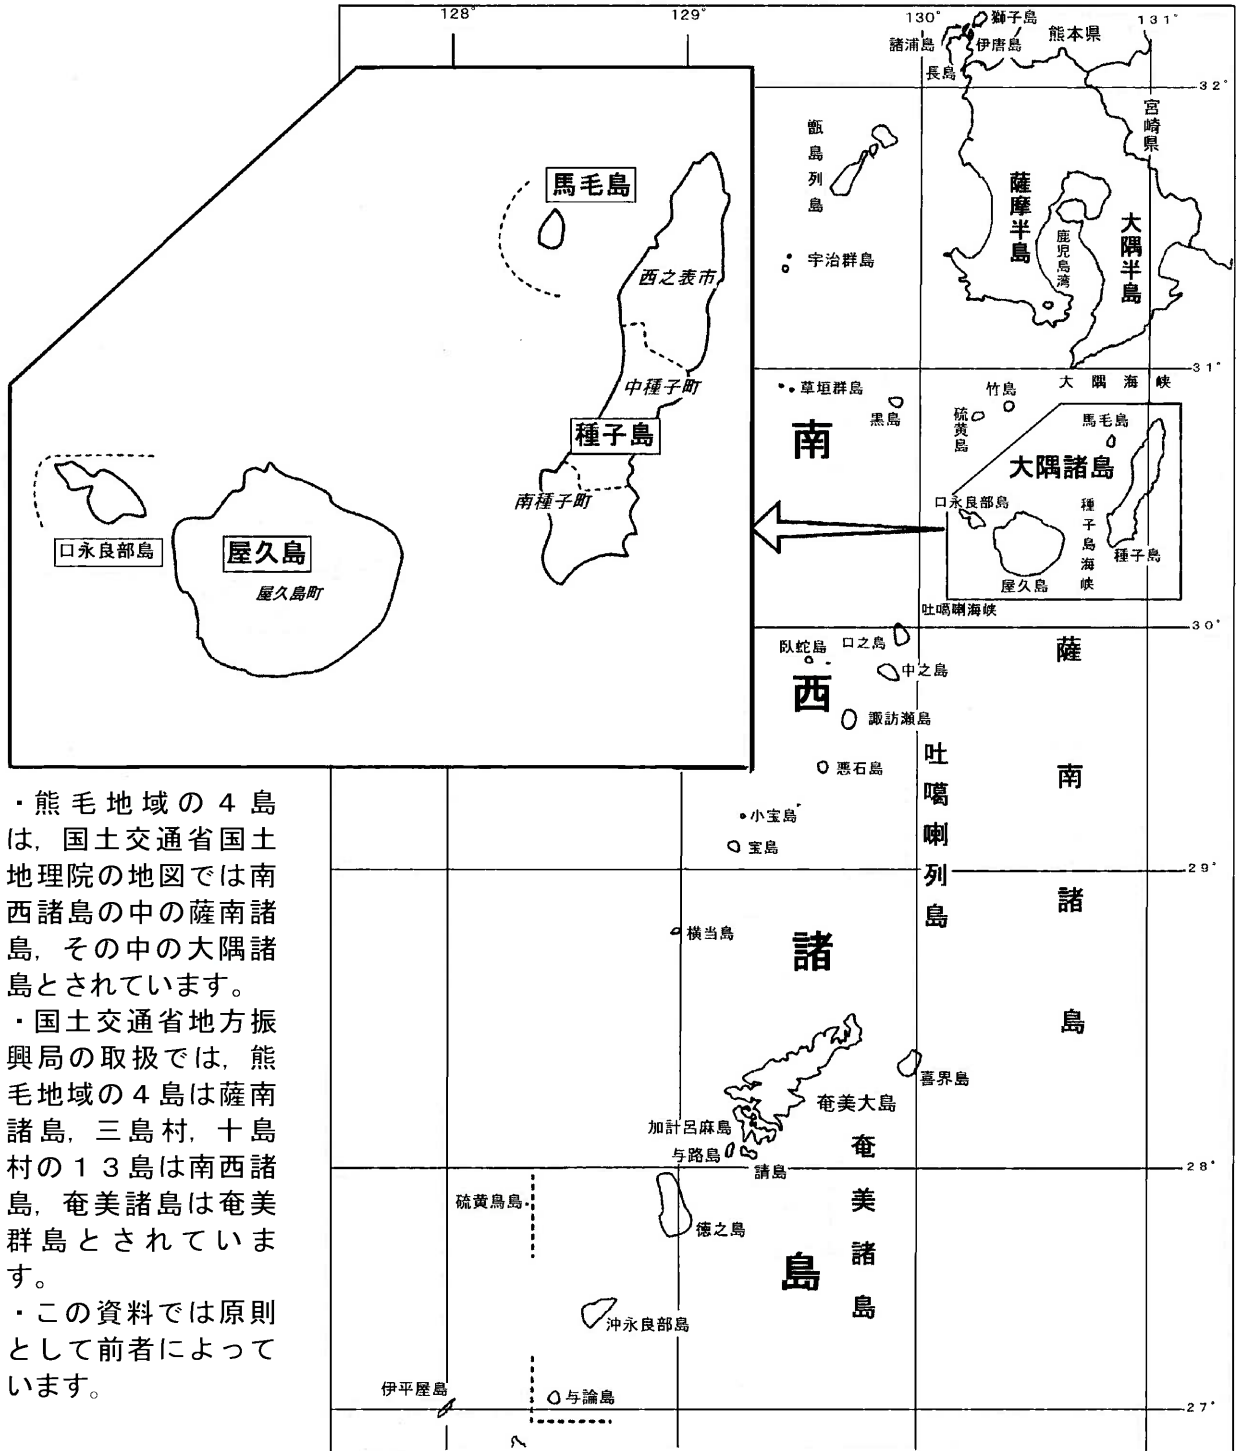 128°
129°
130°
131°
獅子島
諸浦島
伊唐島
長島
熊本県
32°
宮崎県
甑島列島
薩摩半島
鹿児島湾
大隅半島
宇治群島
31°
大隅海峡
草垣群島
黒島
硫黄島
竹島
馬毛島
大隅諸島
口永良部島
種子島海峡
種子島
屋久島
吐噶喇海峡
30°
馬毛島
西之表市
中種子町
種子島
南種子町
口永良部島
屋久島
屋久島町
南
西
諸
島
薩
南
諸
島
臥蛇島
口之島
中之島
諏訪瀬島
悪石島
吐噶喇列島
小宝島
宝島
29°
横当島
喜界島
奄美大島
加計呂麻島
与路島
請島
28°
奄美諸島
硫黄鳥島
徳之島
沖永良部島
伊平屋島
与論島
27°
・熊毛地域の４島
は，国土交通省国土
地理院の地図では南
西諸島の中の薩南諸
島，その中の大隅諸
島とされています。
・国土交通省地方振
興局の取扱では，熊
毛地域の４島は薩南
諸島，三島村，十島
村の１３島は南西諸
島，奄美諸島は奄美
群島とされていま
す。
・この資料では原則
として前者によって
います。